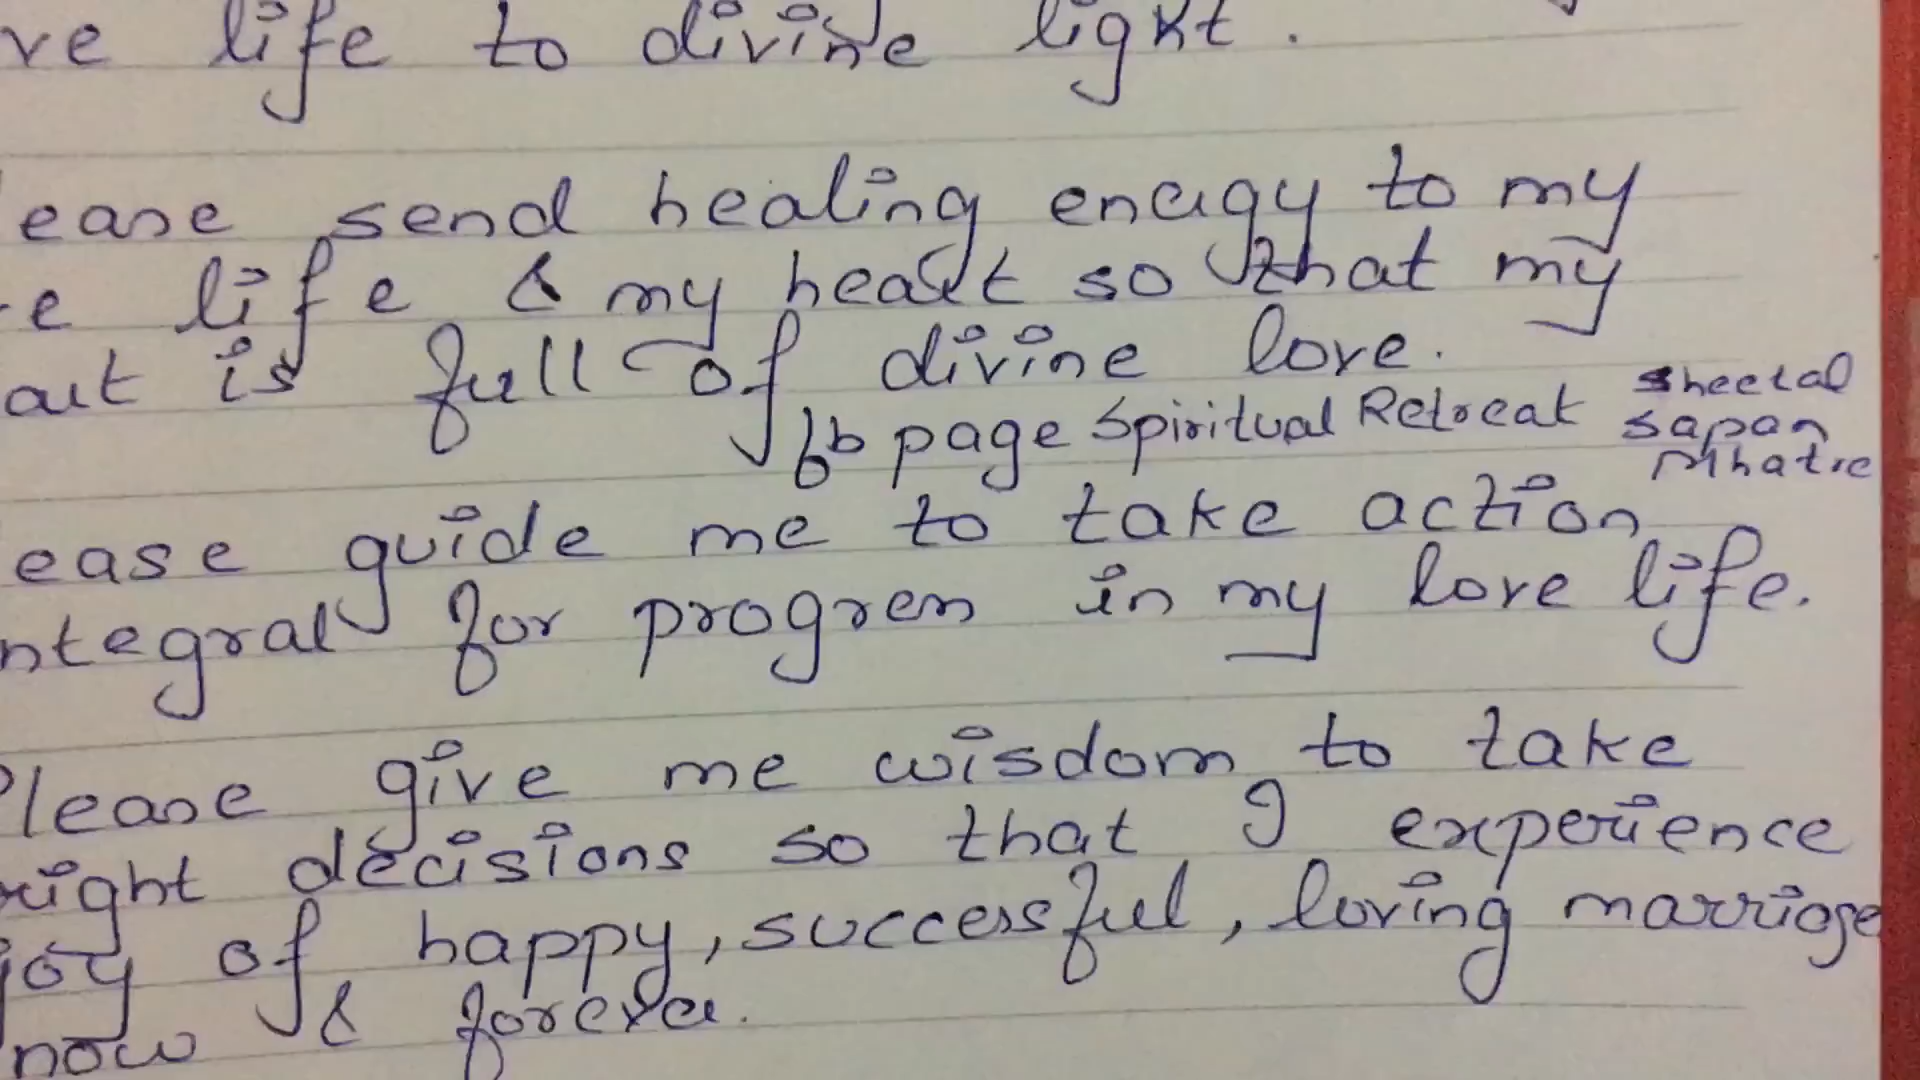 ve life to divine light.
lease send healing energy to my
e life & my heart so that my
art is full of divine love.
fb page Spiritual Retreat Sheetal
Sapan
Mhatre
ease guide me to take action
ntegral for progress in my love life.
Please give me wisdom to take
right decisions so that I experience
joy of happy, successful, loving marriage
now & forever.